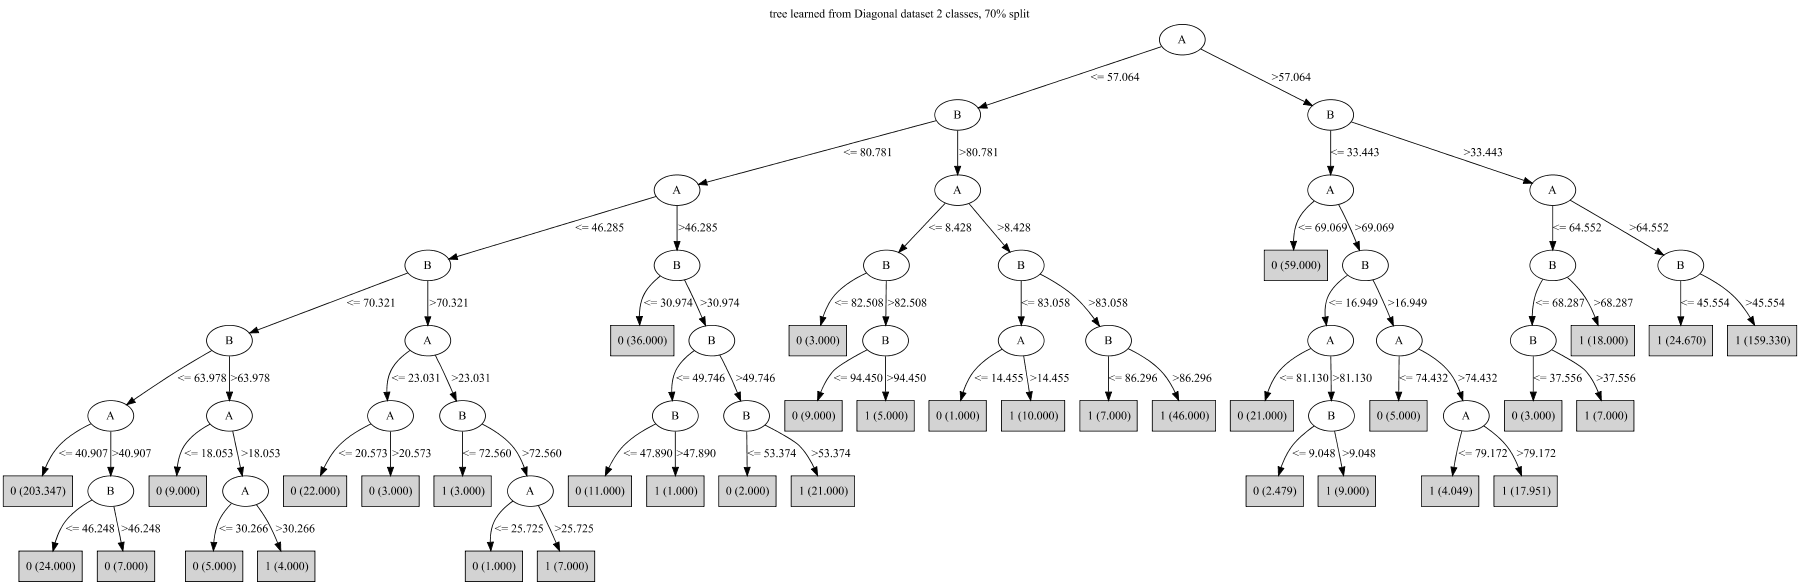 tree learned from Diagonal dataset 2 classes, 70% split
A
<= 57.064 >57.064
B B
<= 80.781 >80.781 <= 33.443 >33.443
A A A A
<= 46.285 >46.285 <= 8.428 >8.428 <= 69.069 >69.069 <= 64.552 >64.552
B B B B 0 (59.000) B B B
<= 70.321 >70.321 <= 30.974 >30.974 <= 82.508 >82.508 <= 83.058 >83.058 <= 16.949 >16.949 <= 68.287 >68.287 <= 45.554 >45.554
B A 0 (36.000) B 0 (3.000) B A B A A B 1 (18.000) 1 (24.670) 1 (159.330)
<= 63.978 >63.978 <= 23.031 >23.031 <= 49.746 >49.746 <= 94.450 >94.450 <= 14.455 >14.455 <= 86.296 >86.296 <= 81.130 >81.130 <= 74.432 >74.432 <= 37.556 >37.556
A A A B B B 0 (9.000) 1 (5.000) 0 (1.000) 1 (10.000) 1 (7.000) 1 (46.000) 0 (21.000) B 0 (5.000) A 0 (3.000) 1 (7.000)
<= 40.907 >40.907 <= 18.053 >18.053 <= 20.573 >20.573 <= 72.560 >72.560 <= 47.890 >47.890 <= 53.374 >53.374 <= 9.048 >9.048 <= 79.172 >79.172
0 (203.347) B 0 (9.000) A 0 (22.000) 0 (3.000) 1 (3.000) A 0 (11.000) 1 (1.000) 0 (2.000) 1 (21.000) 0 (2.479) 1 (9.000) 1 (4.049) 1 (17.951)
<= 46.248 >46.248 <= 30.266 >30.266 <= 25.725 >25.725
0 (24.000) 0 (7.000) 0 (5.000) 1 (4.000) 0 (1.000) 1 (7.000)